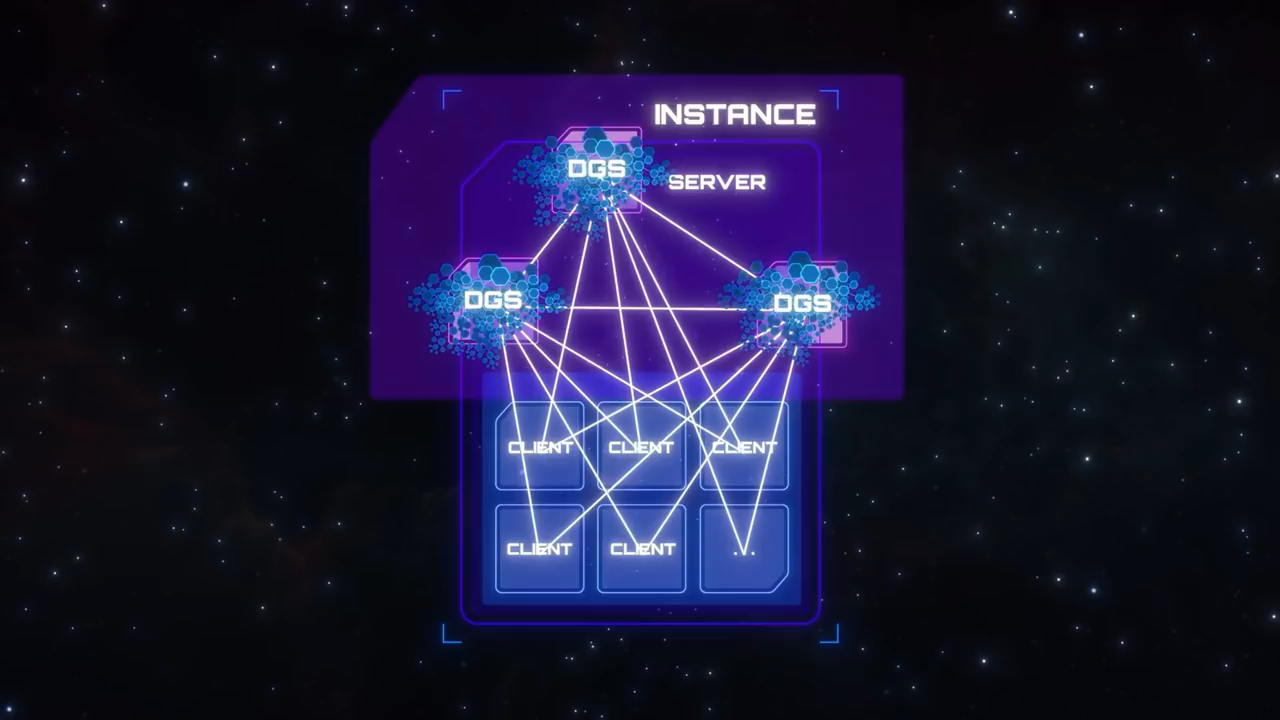 INSTANCE
DGS
SERVER
DGS
DGS
CLIENT
CLIENT
CLIENT
CLIENT
CLIENT
...